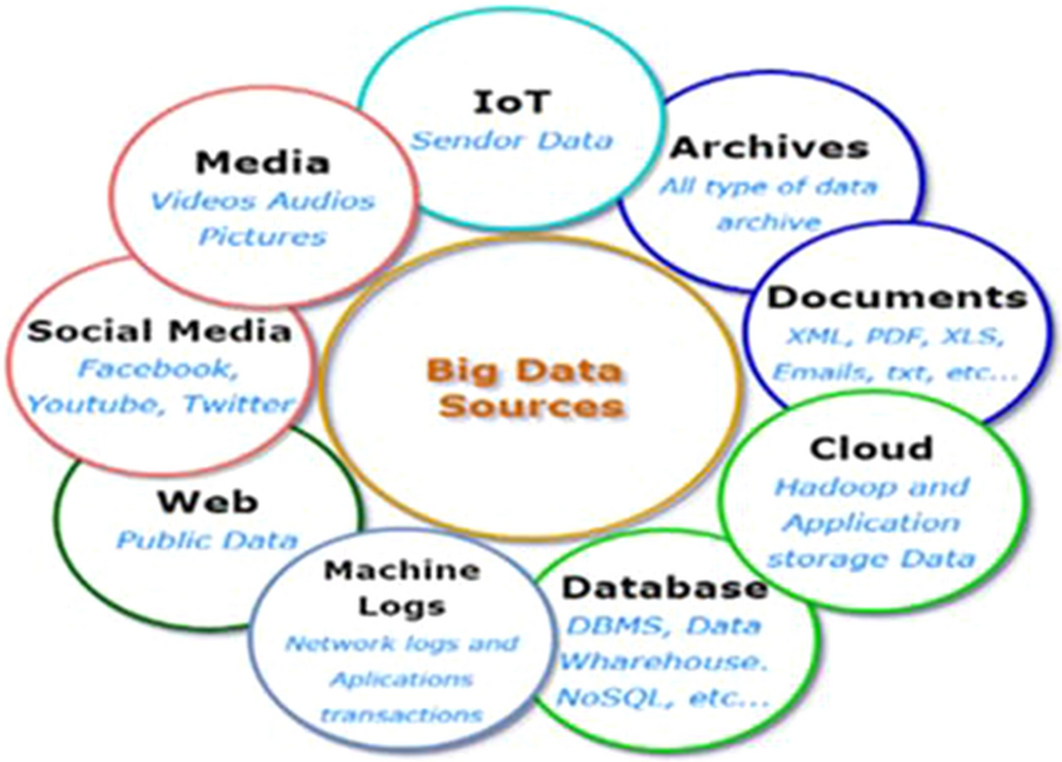 IoT
Sendor Data
Archives
All type of data
archive
Documents
XML, PDF, XLS,
Emails, txt, etc...
Cloud
Hadoop and
Application
storage Data
Database
DBMS, Data
Wharehouse.
NoSQL, etc...
Machine
Logs
Network logs and
Aplications
transactions
Web
Public Data
Social Media
Facebook,
Youtube, Twitter
Media
Videos Audios
Pictures
Big Data
Sources